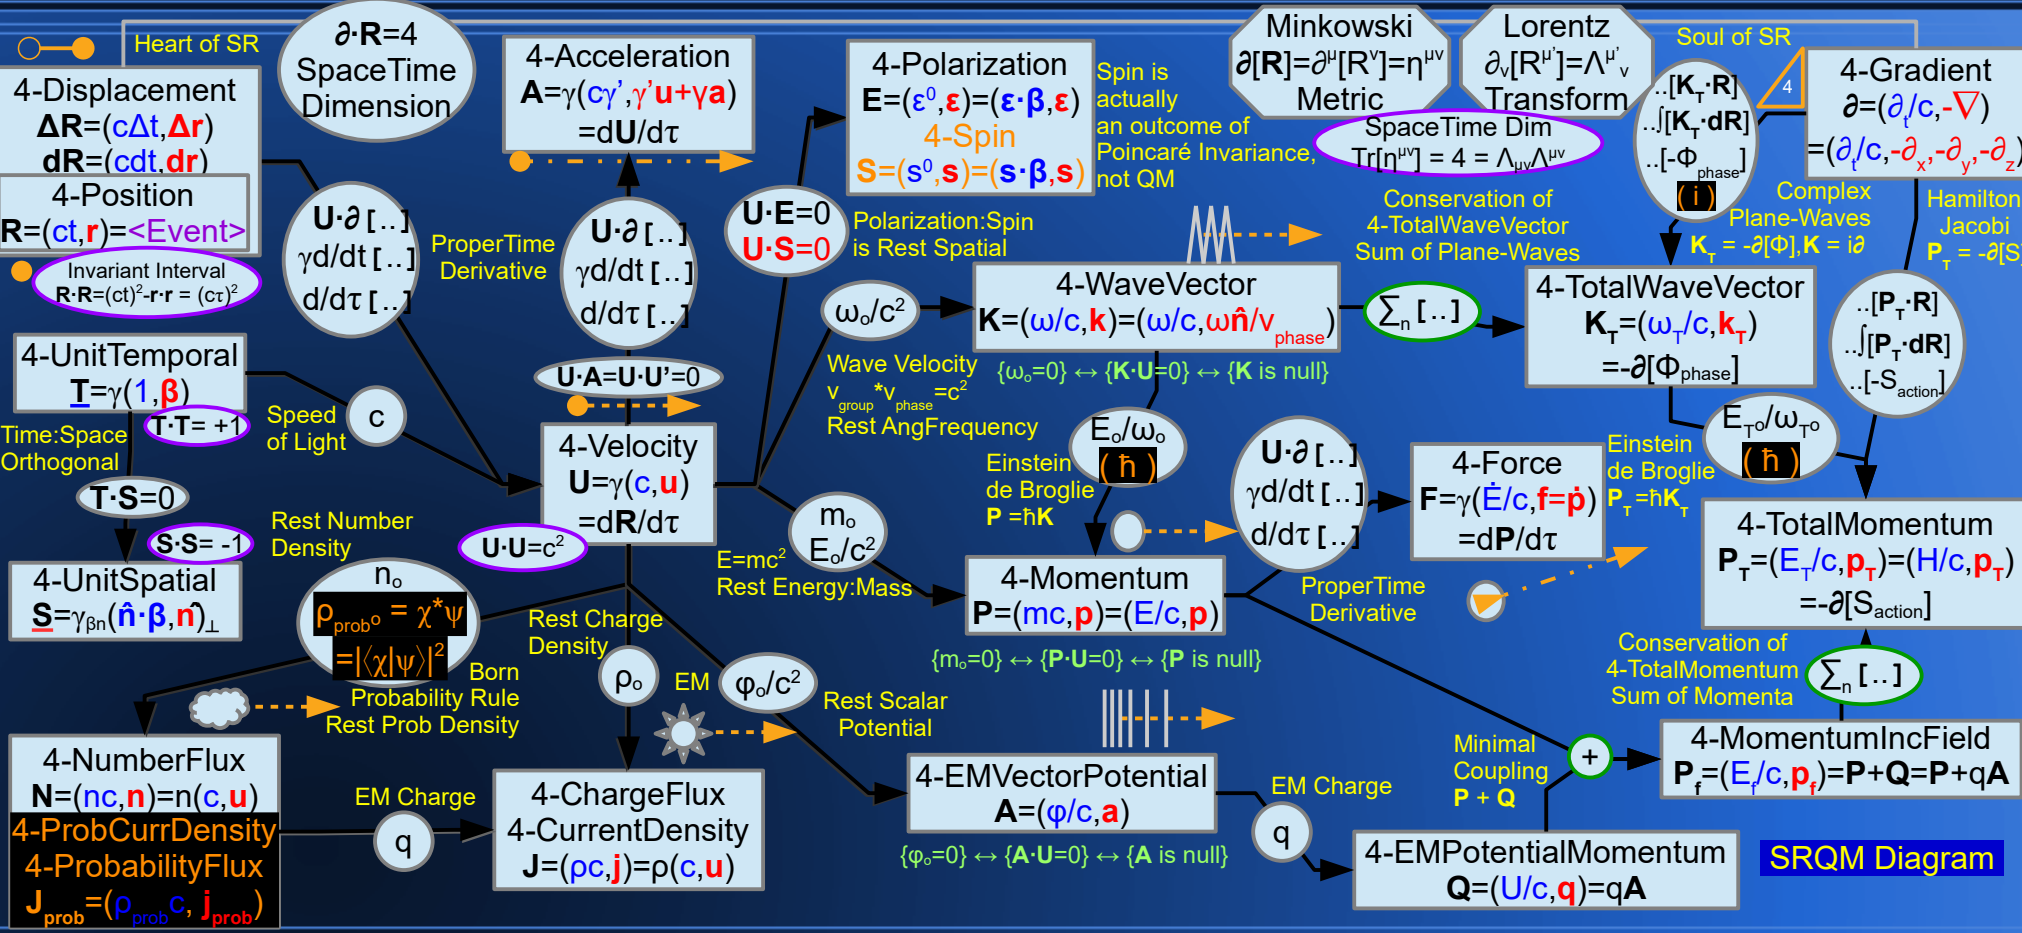 Heart of SR
4-Displacement
ΔR=(cΔt,Δr)
dR=(cdt,dr)
4-Position
R=(ct,r)=<Event>
Invariant Interval
R·R=(ct)²-r·r = (cτ)²
∂·R=4
SpaceTime
Dimension
U·∂[..]
γd/dt[..]
d/dτ[..]
4-UnitTemporal
T=γ(1,β)
T·T= +1
Time:Space
Orthogonal
T·S=0
S·S= -1
4-UnitSpatial
S=γβn(n̂·β,n̂)⊥
Speed
of Light
c
4-Acceleration
A=γ(cγ',γ'u+γa)
=dU/dτ
ProperTime
Derivative
U·∂[..]
γd/dt[..]
d/dτ[..]
U·A=U·U'=0
4-Velocity
U=γ(c,u)
=dR/dτ
U·U=c²
4-Polarization
E=(ε⁰,ε)=(ε·β,ε)
4-Spin
S=(s⁰,s)=(s·β,s)
Spin is
actually
an outcome of
Poincaré Invariance,
not QM
U·E=0
U·S=0
Polarization:Spin
is Rest Spatial
Minkowski
∂[R]=∂^μ[R^ν]=η^μν
Metric
Lorentz
∂_ν[R^μ']=Λ^μ'_ν
Transform
SpaceTime Dim
Tr[η^μν] = 4 = Λ_μνΛ^μν
Soul of SR
..[K_T·R]
..∫[K_T·dR]
..[-Φ_phase]
( i )
4
4-Gradient
∂=(∂_t/c,-∇)
=(∂_t/c,-∂_x,-∂_y,-∂_z)
Complex
Plane-Waves
K_T = -∂[Φ],K = i∂
Hamilton
Jacobi
P_T = -∂[S
ω_o/c²
4-WaveVector
K=(ω/c,k)=(ω/c,ωn̂/v_phase)
{ω_o=0} ↔ {K·U=0} ↔ {K is null}
Wave Velocity
v_group*v_phase=c²
Rest AngFrequency
Conservation of
4-TotalWaveVector
Sum of Plane-Waves
∑_n [..]
4-TotalWaveVector
K_T=(ω_T/c,k_T)
=-∂[Φ_phase]
..[P_T·R]
..∫[P_T·dR]
..[-S_action]
E_To/ω_To
( ħ )
E_o/ω_o
( ħ )
Einstein
de Broglie
P =ħK
Einstein
de Broglie
P_T=ħK_T
m_o
E_o/c²
E=mc²
Rest Energy:Mass
4-Momentum
P=(mc,p)=(E/c,p)
{m_o=0} ↔ {P·U=0} ↔ {P is null}
U·∂[..]
γd/dt[..]
d/dτ[..]
4-Force
F=γ(Ė/c,f=ṗ)
=dP/dτ
ProperTime
Derivative
4-TotalMomentum
P_T=(E_T/c,p_T)=(H/c,p_T)
=-∂[S_action]
Conservation of
4-TotalMomentum
Sum of Momenta
∑_n [..]
Rest Number
Density
n_o
ρ_probo = χ*ψ
=|⟨χ|ψ⟩|²
Born
Probability Rule
Rest Prob Density
Rest Charge
Density
ρ_o
EM
φ_o/c²
Rest Scalar
Potential
4-NumberFlux
N=(nc,n)=n(c,u)
4-ProbCurrDensity
4-ProbabilityFlux
J_prob=(ρ_probc, j_prob)
EM Charge
q
4-ChargeFlux
4-CurrentDensity
J=(ρc,j)=ρ(c,u)
4-EMVectorPotential
A=(φ/c,a)
{φ_o=0} ↔ {A·U=0} ↔ {A is null}
EM Charge
q
Minimal
Coupling
P + Q
+
4-MomentumIncField
P_f=(E_f/c,p_f)=P+Q=P+qA
4-EMPotentialMomentum
Q=(U/c,q)=qA
SRQM Diagram